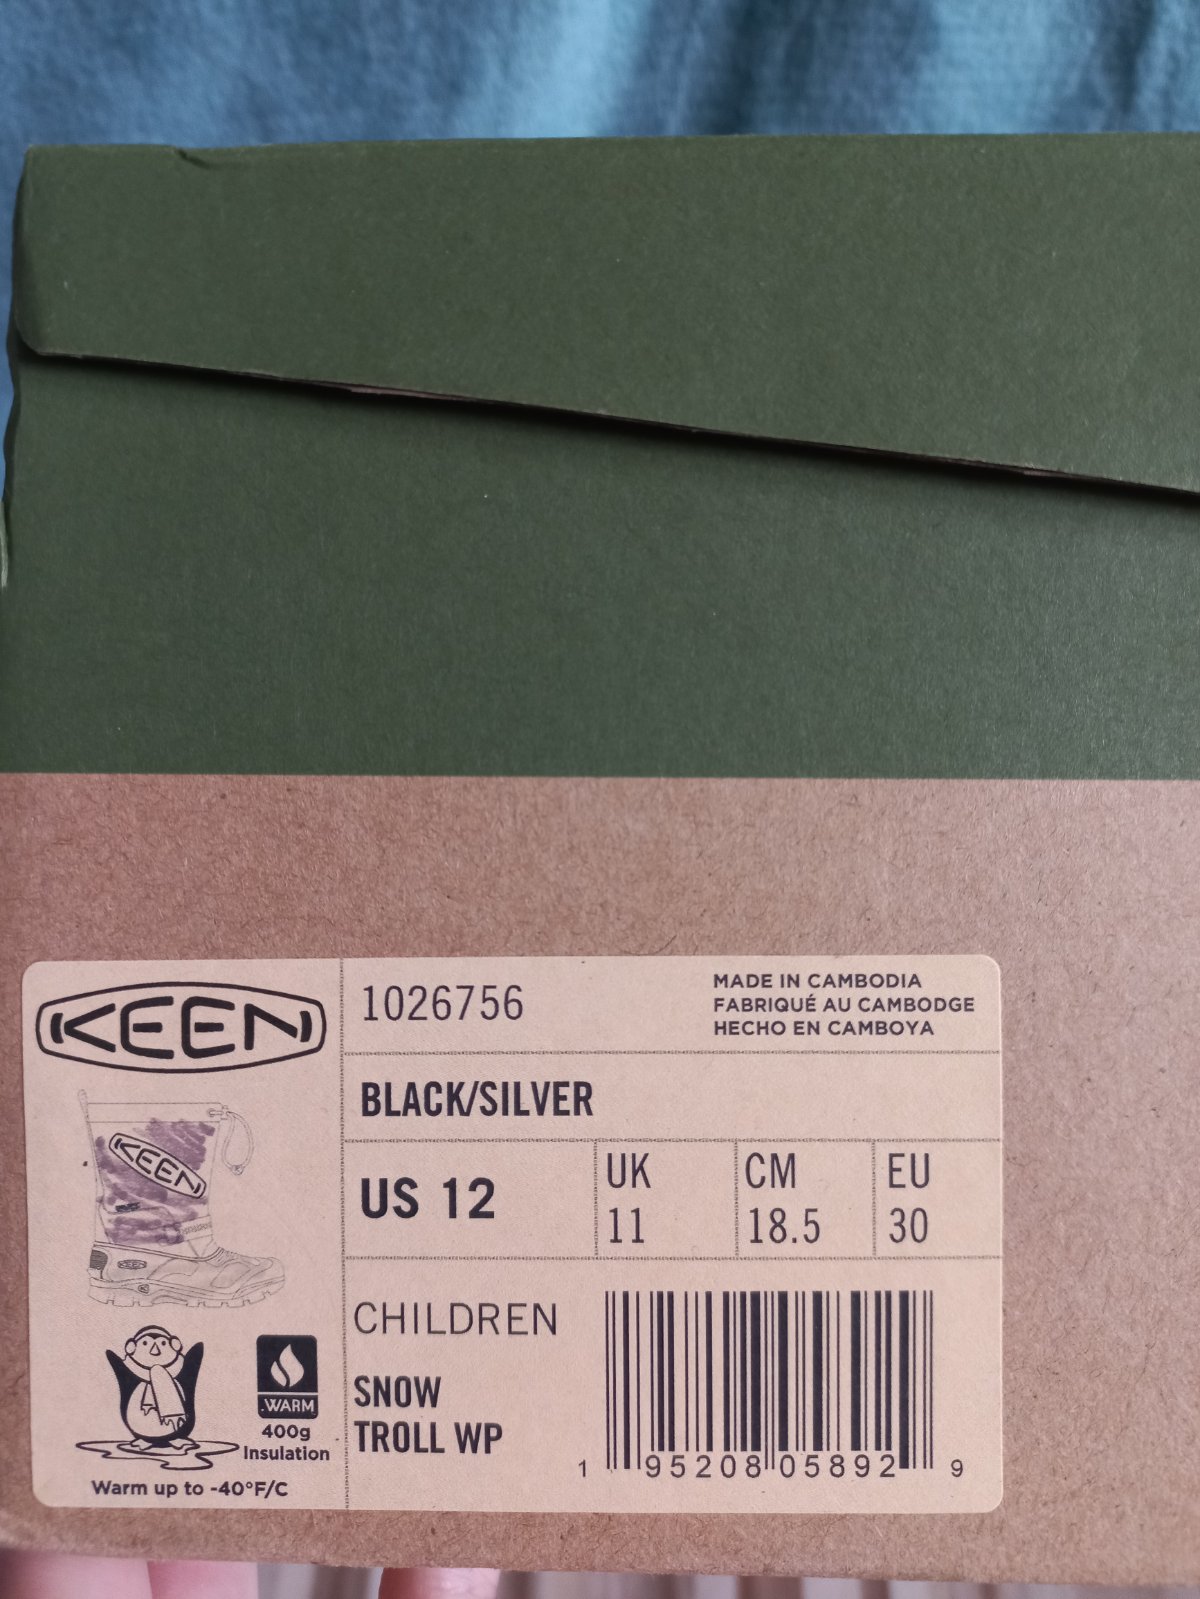 KEEN
1026756
MADE IN CAMBODIA
FABRIQUÉ AU CAMBODGE
HECHO EN CAMBOYA
BLACK/SILVER
KEEN
KEEN
US 12
UK
11
CM
18.5
EU
30
CHILDREN
SNOW
TROLL WP
.WARM
400g
Insulation
Warm up to -40°F/C
1 95208 05892 9